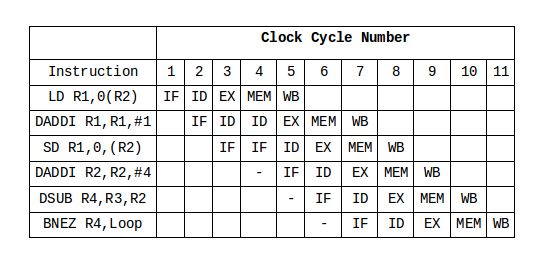 Clock Cycle Number
Instruction 1 2 3 4 5 6 7 8 9 10 11
LD R1,0(R2) IF ID EX MEM WB
DADDI R1,R1,#1 IF ID ID EX MEM WB
SD R1,0,(R2) IF IF ID EX MEM WB
DADDI R2,R2,#4 - IF ID EX MEM WB
DSUB R4,R3,R2 - IF ID EX MEM WB
BNEZ R4,Loop - IF ID EX MEM WB